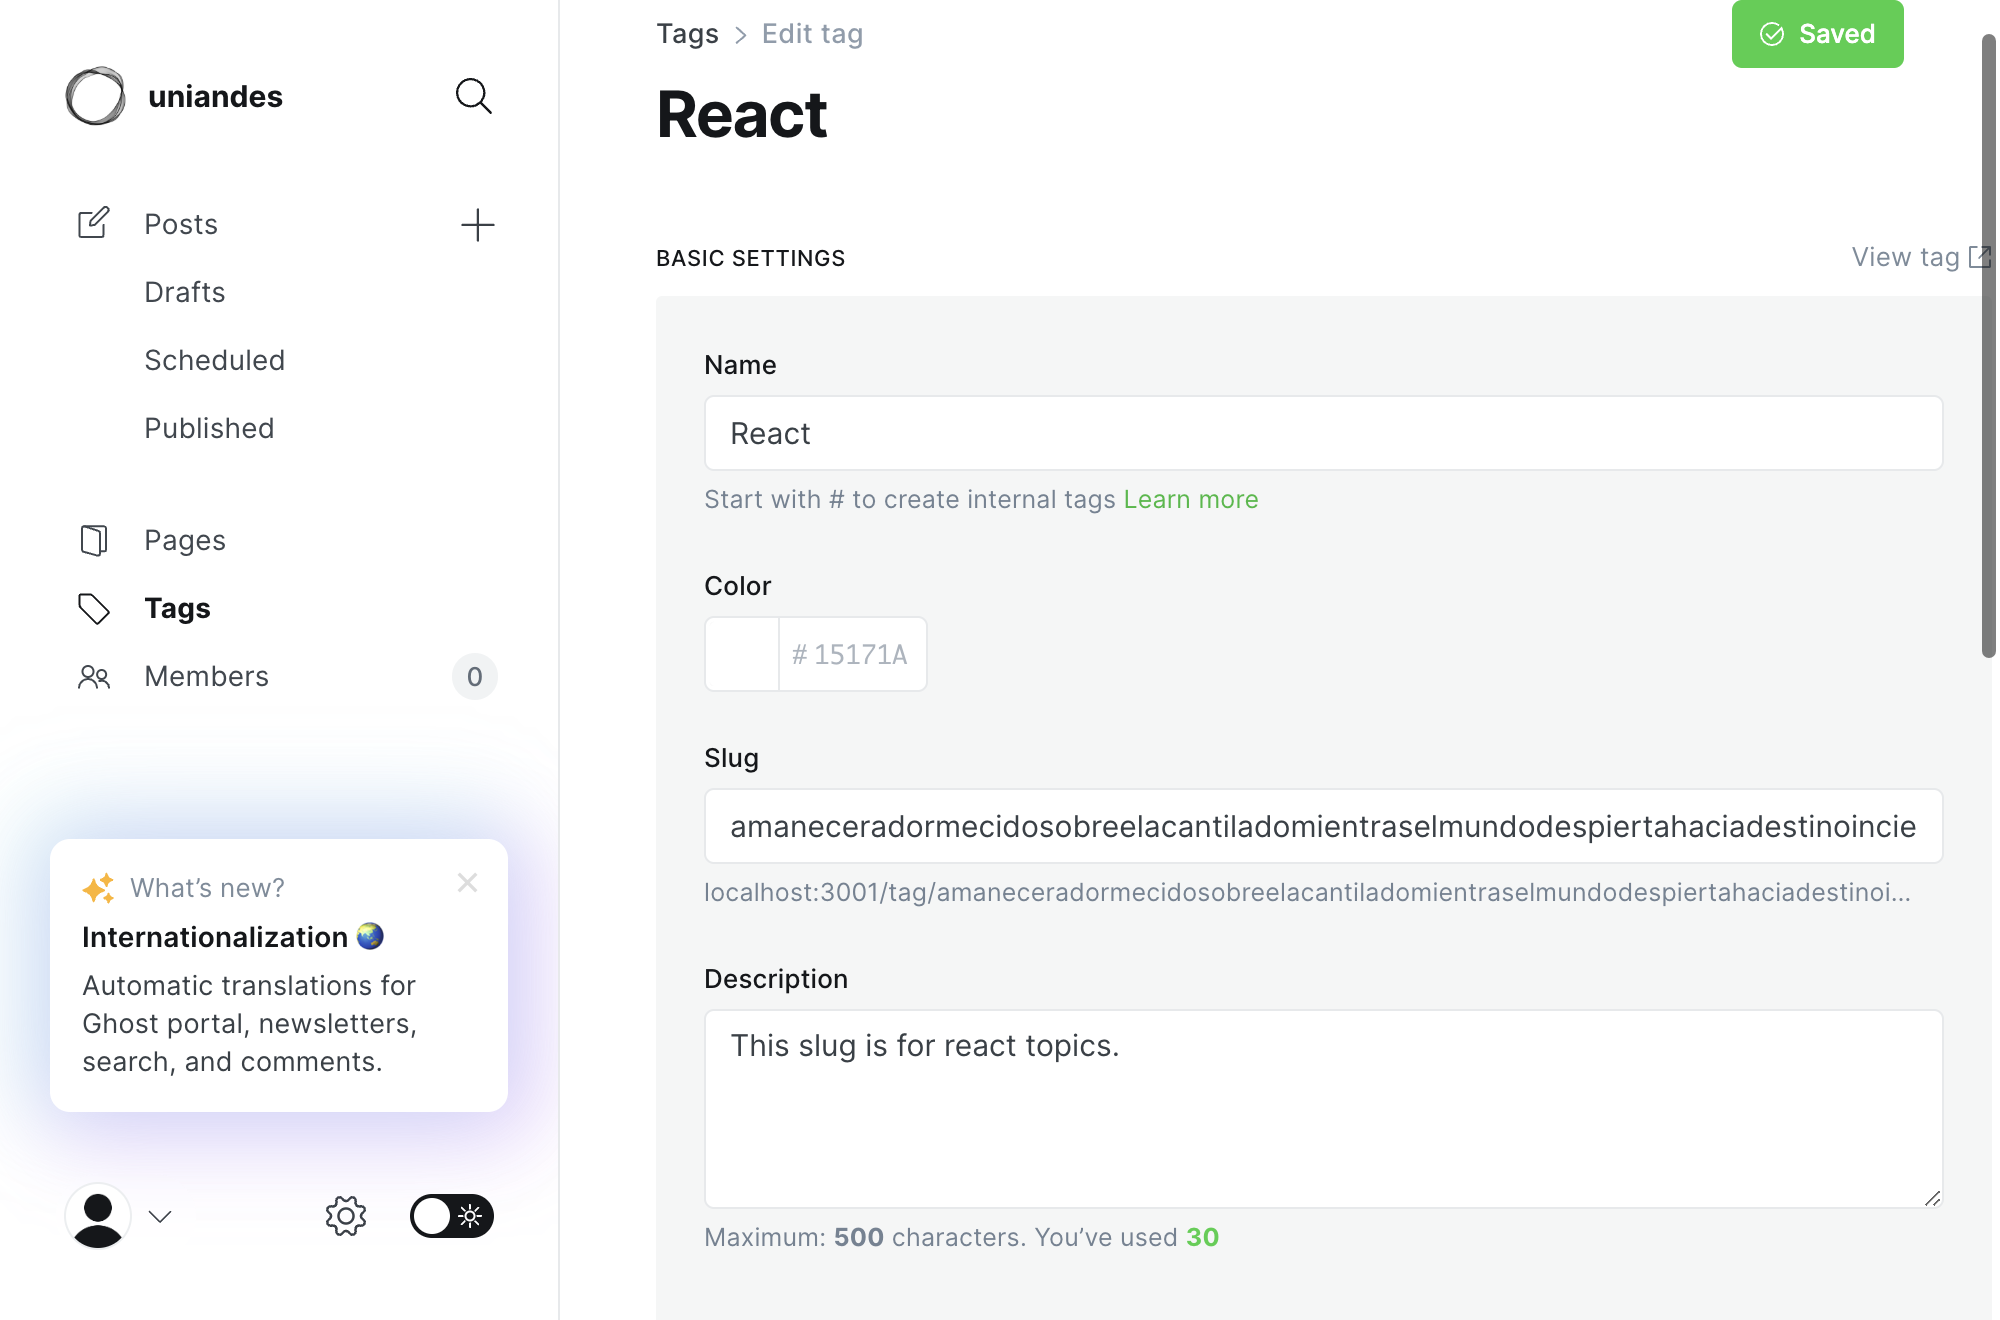 uniandes
Posts
Drafts
Scheduled
Published
Pages
Tags
Members
0
What’s new?
Internationalization
Automatic translations for
Ghost portal, newsletters,
search, and comments.
Tags > Edit tag
Saved
React
BASIC SETTINGS
View tag
Name
React
Start with # to create internal tags Learn more
Color
# 15171A
Slug
amaneceradormecidosobreelacantiladomientraselmundodespiertahaciadestinoincie
localhost:3001/tag/amaneceradormecidosobreelacantiladomientraselmundodespiertahaciadestinoi...
Description
This slug is for react topics.
Maximum: 500 characters. You’ve used 30